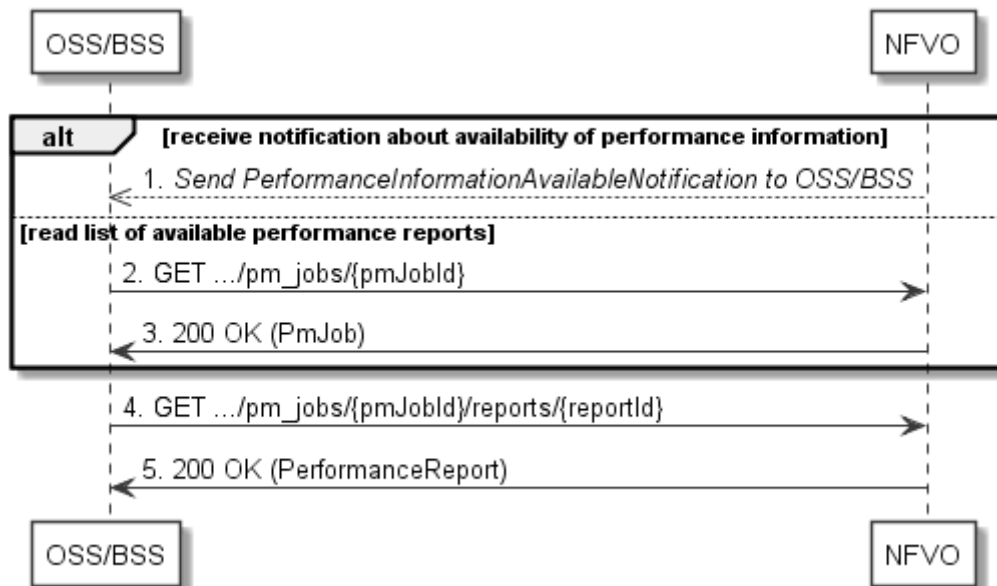 OSS/BSS
NFVO
alt
[receive notification about availability of performance information]
1. Send PerformanceInformationAvailableNotification to OSS/BSS
[read list of available performance reports]
2. GET .../pm_jobs/{pmJobId}
3. 200 OK (PmJob)
4. GET .../pm_jobs/{pmJobId}/reports/{reportId}
5. 200 OK (PerformanceReport)
OSS/BSS
NFVO